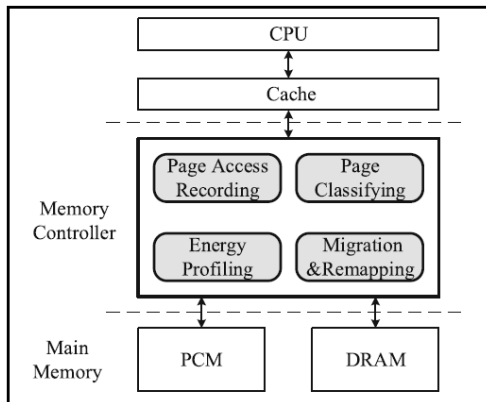 CPU
Cache
Page Access
Recording
Page
Classifying
Memory
Controller
Energy
Profiling
Migration
&Remapping
Main
Memory
PCM
DRAM